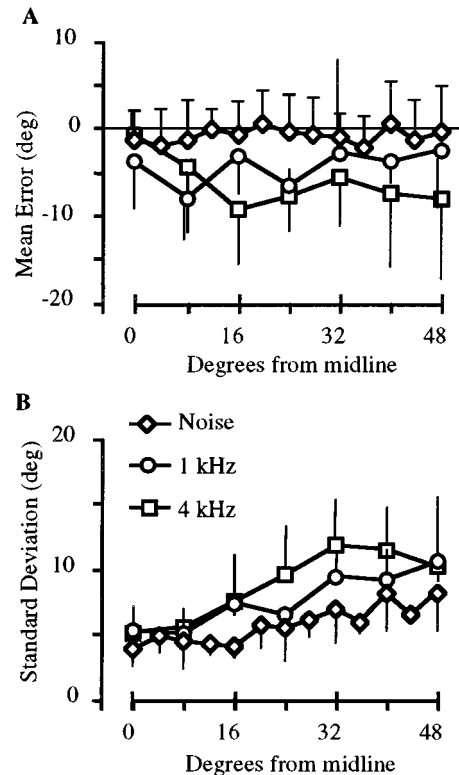 A
10
0
-10
-20
Mean Error (deg)
0 16 32 48
Degrees from midline
B
Noise
1 kHz
4 kHz
20
10
0
Standard Deviation (deg)
0 16 32 48
Degrees from midline